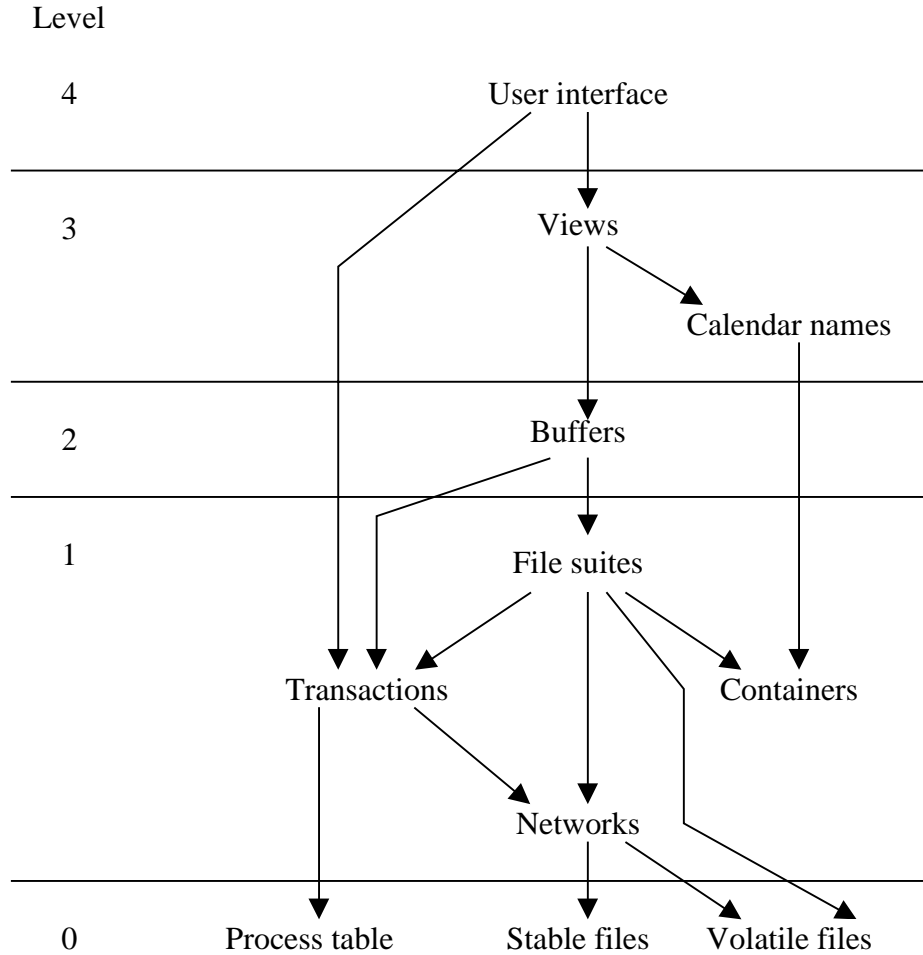 Level
4 User interface
3 Views
Calendar names
2 Buffers
1 File suites
Transactions Containers
Networks
0 Process table Stable files Volatile files